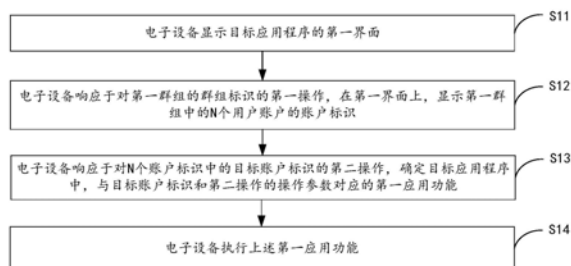 S11
电子设备显示目标应用程序的第一界面
S12
电子设备响应于对第一群组的群组标识的第一操作，在第一界面上，显示第一群
组中的N个用户账户的账户标识
S13
电子设备响应于对N个账户标识中的目标账户标识的第二操作，确定目标应用程序
中，与目标账户标识和第二操作的操作参数对应的第一应用功能
S14
电子设备执行上述第一应用功能